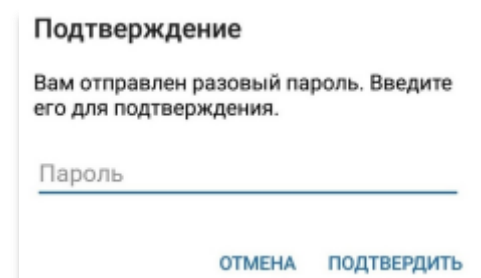 Подтверждение
Вам отправлен разовый пароль. Введите
его для подтверждения.
Пароль
ОТМЕНА ПОДТВЕРДИТЬ